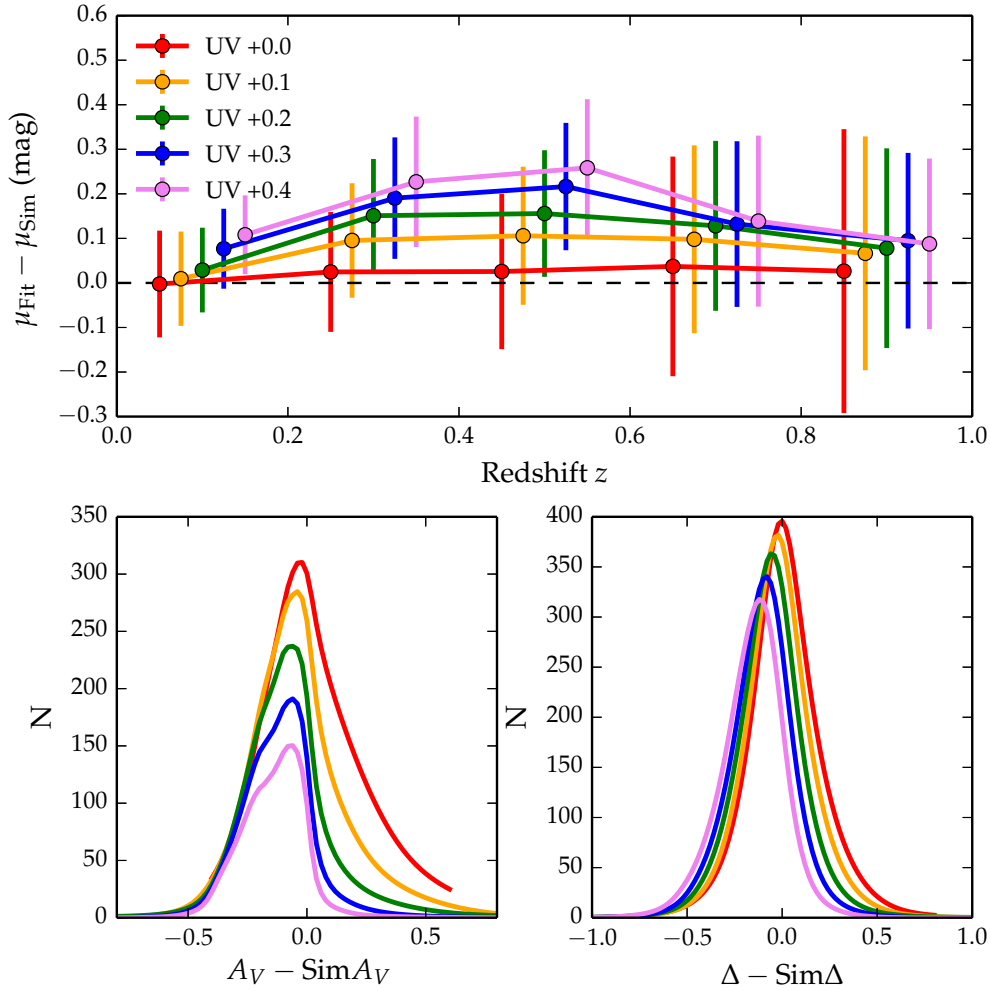 0.6
0.5
0.4
0.3
0.2
0.1
0.0
−0.1
−0.2
−0.3
μFit − μSim (mag)
UV +0.0
UV +0.1
UV +0.2
UV +0.3
UV +0.4
0.0 0.2 0.4 0.6 0.8 1.0
Redshift z
350
300
250
200
150
100
50
0
N
−0.5 0.0 0.5
AV − SimAV
400
350
300
250
200
150
100
50
0
N
−1.0 −0.5 0.0 0.5 1.0
Δ − SimΔ